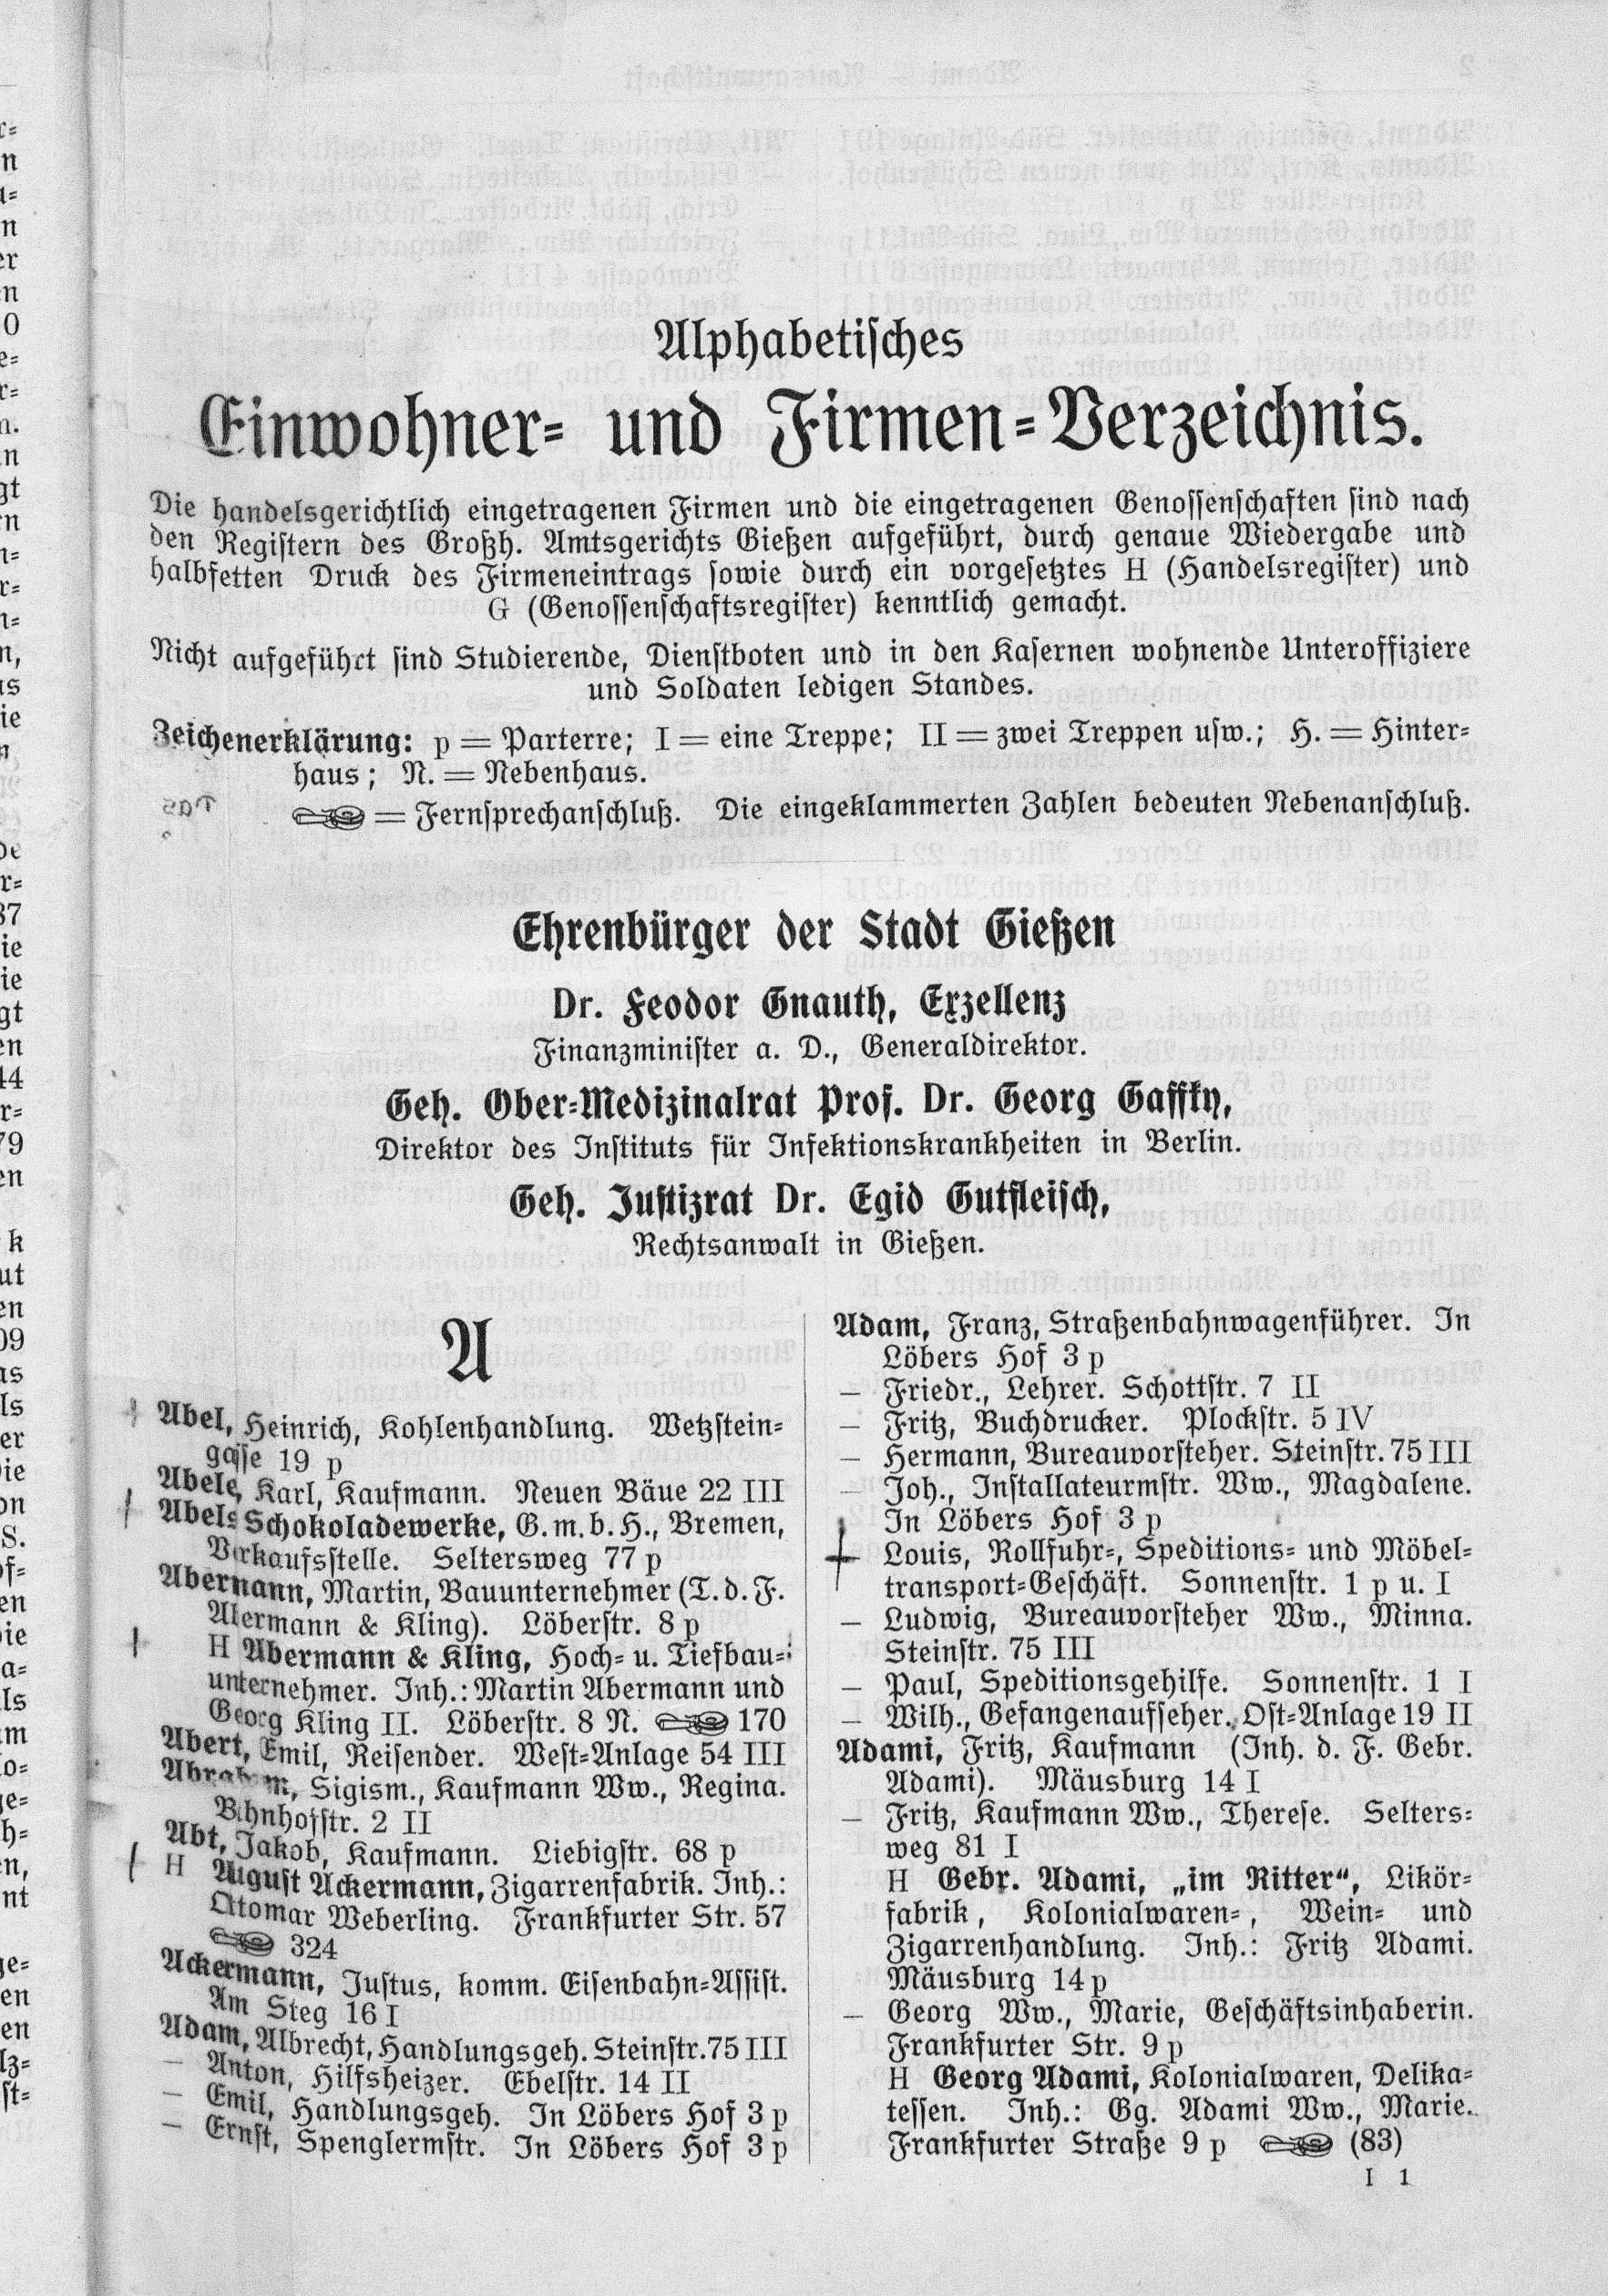 Alphabetisches
Einwohner- und Firmen-Verzeichnis.
Die handelsgerichtlich eingetragenen Firmen und die eingetragenen Genossenschaften sind nach
den Registern des Großh. Amtsgerichts Gießen aufgeführt, durch genaue Wiedergabe und
halbfetten Druck des Firmeneintrags sowie durch ein vorgesetztes H (Handelsregister) und
G (Genossenschaftsregister) kenntlich gemacht.
Nicht aufgeführt sind Studierende, Dienstboten und in den Kasernen wohnende Unteroffiziere
und Soldaten ledigen Standes.
Zeichenerklärung: p = Parterre; I = eine Treppe; II = zwei Treppen usw.; H. = Hinter-
haus; N. = Nebenhaus.
= Fernsprechanschluß. Die eingeklammerten Zahlen bedeuten Nebenanschluß.
Ehrenbürger der Stadt Gießen
Dr. Feodor Gnauth, Exzellenz
Finanzminister a. D., Generaldirektor.
Geh. Ober-Medizinalrat Prof. Dr. Georg Gaffky,
Direktor des Instituts für Infektionskrankheiten in Berlin.
Geh. Justizrat Dr. Egid Gutfleisch,
Rechtsanwalt in Gießen.
A
Abel, Heinrich, Kohlenhandlung. Wetzstein-
gasse 19 p
Abele, Karl, Kaufmann. Neuen Bäue 22 III
Abels Schokoladewerke, G. m. b. H., Bremen,
Verkaufsstelle. Seltersweg 77 p
Abermann, Martin, Bauunternehmer (T. d. F.
Abermann & Kling). Löberstr. 8 p
H Abermann & Kling, Hoch- u. Tiefbau-
unternehmer. Inh.: Martin Abermann und
Georg Kling II. Löberstr. 8 N. 170
Abert, Emil, Reisender. West-Anlage 54 III
Abraham, Sigism., Kaufmann Ww., Regina.
Bahnhofstr. 2 II
Abt, Jakob, Kaufmann. Liebigstr. 68 p
H August Ackermann, Zigarrenfabrik. Inh.:
Ottomar Weberling. Frankfurter Str. 57
324
Ackermann, Justus, komm. Eisenbahn-Assist.
Am Steg 16 I
Adam, Albrecht, Handlungsgeh. Steinstr. 75 III
— Anton, Hilfsheizer. Ebelstr. 14 II
— Emil, Handlungsgeh. In Löbers Hof 3 p
— Ernst, Spenglermstr. In Löbers Hof 3 p
Adam, Franz, Straßenbahnwagenführer. In
Löbers Hof 3 p
— Friedr., Lehrer. Schottstr. 7 II
— Fritz, Buchdrucker. Plockstr. 5 IV
— Hermann, Bureauvorsteher. Steinstr. 75 III
— Joh., Installateurmstr. Ww., Magdalene.
In Löbers Hof 3 p
— Louis, Rollfuhr-, Speditions- und Möbel-
transport-Geschäft. Sonnenstr. 1 p u. I
— Ludwig, Bureauvorsteher Ww., Minna.
Steinstr. 75 III
— Paul, Speditionsgehilfe. Sonnenstr. 1 I
— Wilh., Gefangenaufseher. Ost-Anlage 19 II
Adami, Fritz, Kaufmann (Inh. d. F. Gebr.
Adami). Mäusburg 14 I
— Fritz, Kaufmann Ww., Therese. Selters-
weg 81 I
H Gebr. Adami, „im Ritter“, Likör-
fabrik, Kolonialwaren-, Wein- und
Zigarrenhandlung. Inh.: Fritz Adami.
Mäusburg 14 p
— Georg Ww., Marie, Geschäftsinhaberin.
Frankfurter Str. 9 p
H Georg Adami, Kolonialwaren, Delika-
tessen. Inh.: Gg. Adami Ww., Marie.
Frankfurter Straße 9 p (83)
I 1